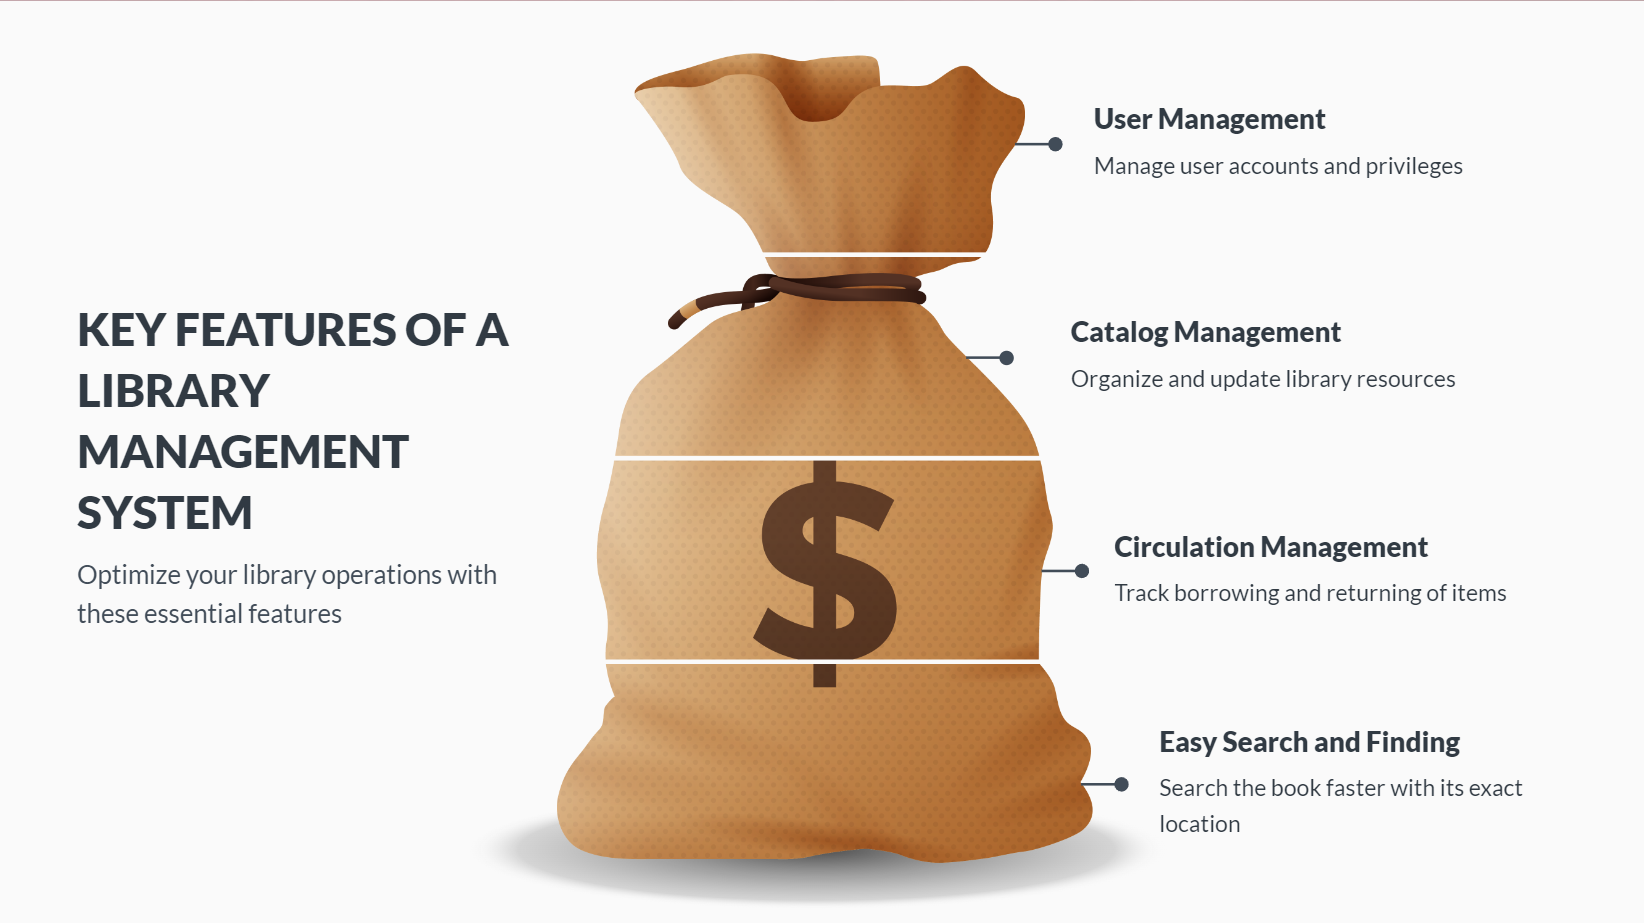 KEY FEATURES OF A
LIBRARY
MANAGEMENT
SYSTEM
Optimize your library operations with
these essential features
$
User Management
Manage user accounts and privileges
Catalog Management
Organize and update library resources
Circulation Management
Track borrowing and returning of items
Easy Search and Finding
Search the book faster with its exact
location